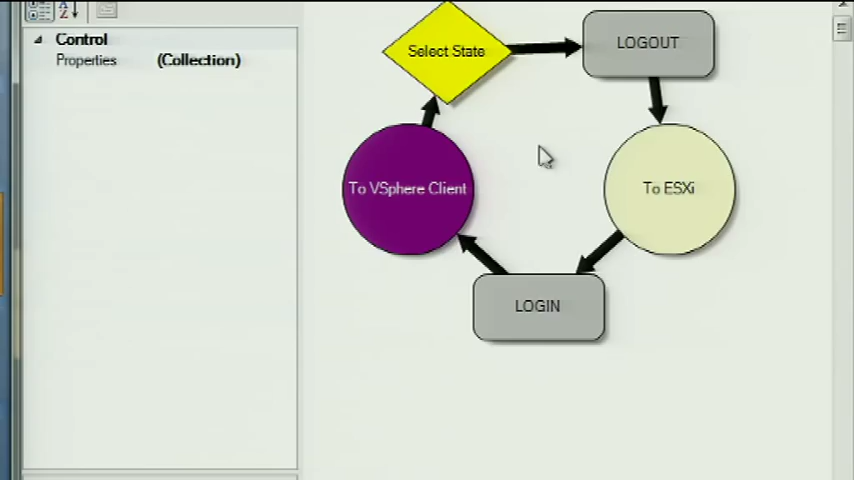 Control
Properties (Collection)
Select State
LOGOUT
To VSphere Client
To ESXi
LOGIN